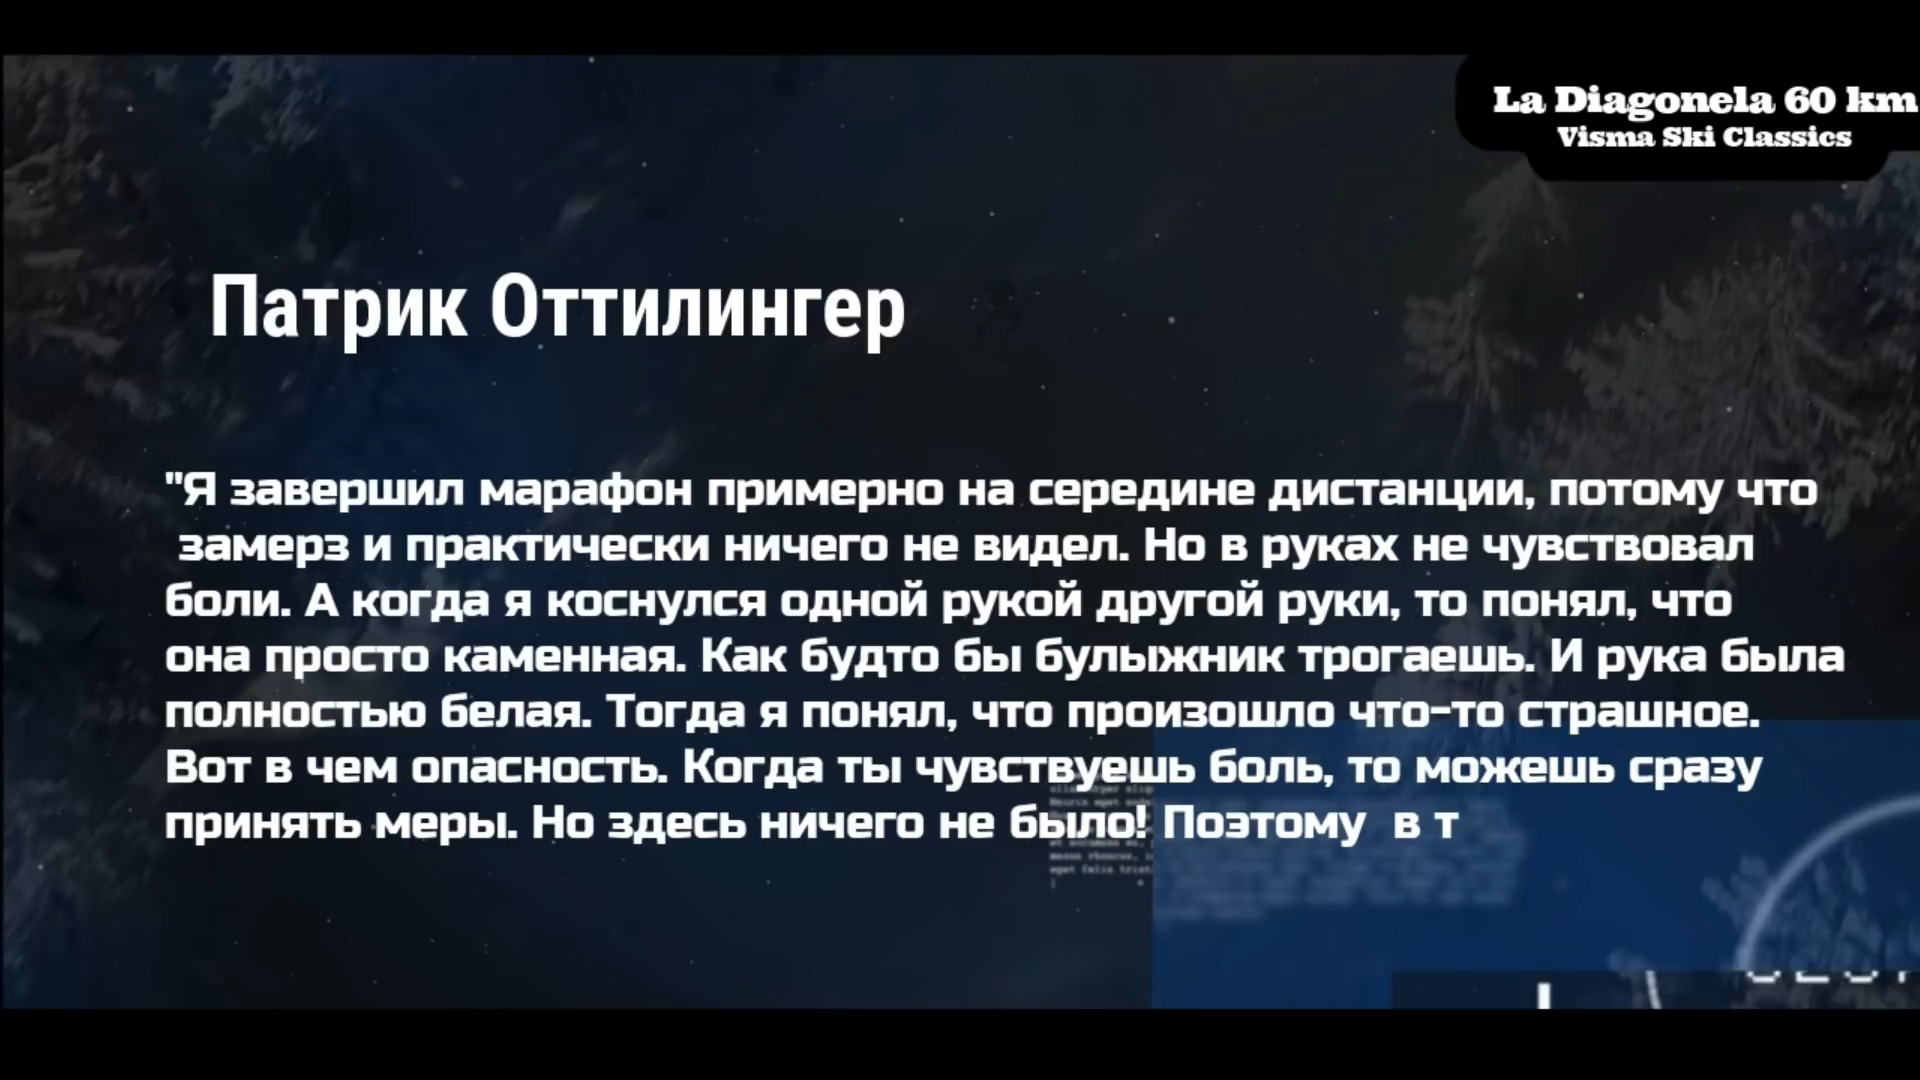 La Diagonela 60 km
Visma Ski Classics
Патрик Оттилингер
"Я завершил марафон примерно на середине дистанции, потому что
замерз и практически ничего не видел. Но в руках не чувствовал
боли. А когда я коснулся одной рукой другой руки, то понял, что
она просто каменная. Как будто бы булыжник трогаешь. И рука была
полностью белая. Тогда я понял, что произошло что-то страшное.
Вот в чем опасность. Когда ты чувствуешь боль, то можешь сразу
принять меры. Но здесь ничего не было! Поэтому в т